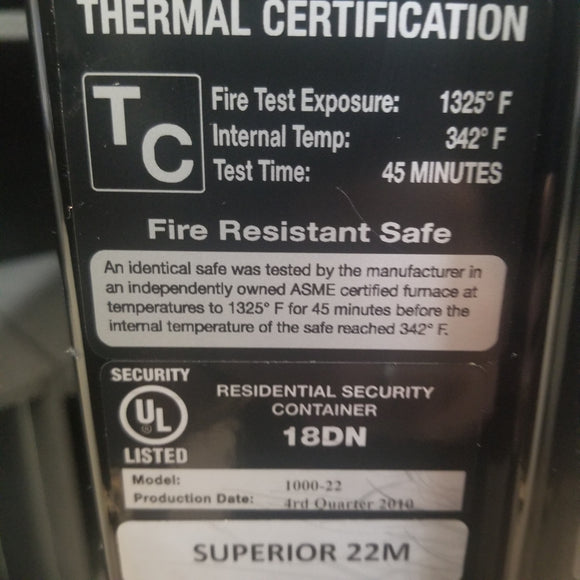 THERMAL CERTIFICATION
TC
Fire Test Exposure: 1325° F
Internal Temp: 342° F
Test Time: 45 MINUTES
Fire Resistant Safe
An identical safe was tested by the manufacturer in
an independently owned ASME certified furnace at
temperatures to 1325° F for 45 minutes before the
internal temperature of the safe reached 342° F.
SECURITY
UL
®
LISTED
RESIDENTIAL SECURITY
CONTAINER
18DN
Model: 1000-22
Production Date: 4rd Quarter 2010
SUPERIOR 22M